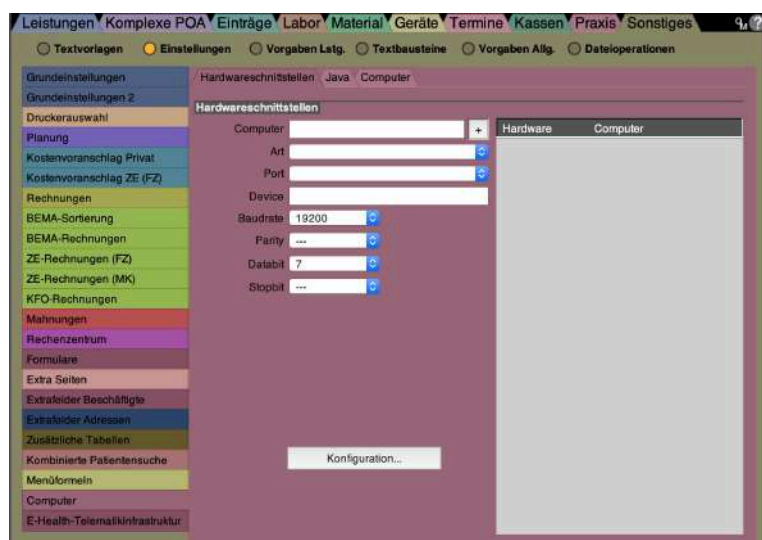 Leistungen Komplexe POA Einträge Labor Material Geräte Termine Kassen Praxis Sonstiges
Textvorlagen Einstellungen Vorgaben Lstg. Textbausteine Vorgaben Allg. Dateioperationen
Grundeinstellungen
Grundeinstellungen 2
Druckerauswahl
Planung
Kostenvoranschlag Privat
Kostenvoranschlag ZE (FZ)
Rechnungen
BEMA-Sortierung
BEMA-Rechnungen
ZE-Rechnungen (FZ)
ZE-Rechnungen (MK)
KFO-Rechnungen
Mahnungen
Rechenzentrum
Formulare
Extra Seiten
Extrafelder Beschäftigte
Extrafelder Adressen
Zusätzliche Tabellen
Kombinierte Patientensuche
Menüformeln
Computer
E-Health-Telematikinfrastruktur
Hardwareschnittstellen Java Computer
Hardwareschnittstellen
Computer +
Art
Port
Device
Baudrate 19200
Parity ---
Databit 7
Stopbit ---
Konfiguration...
Hardware Computer